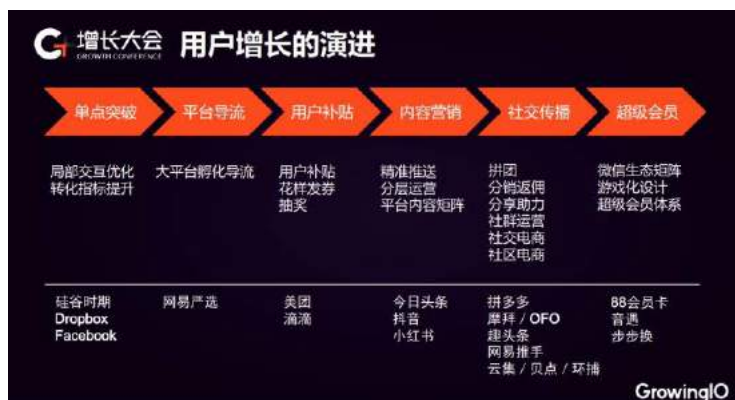 增长大会
GROWTH CONFERENCE
用户增长的演进
单点突破
平台导流
用户补贴
内容营销
社交传播
超级会员
局部交互优化
转化指标提升
大平台孵化导流
用户补贴
花样发券
抽奖
精准推送
分层运营
平台内容矩阵
拼团
分销返佣
分享助力
社群运营
社交电商
社区电商
微信生态矩阵
游戏化设计
超级会员体系
硅谷时期
Dropbox
Facebook
网易严选
美团
滴滴
今日头条
抖音
小红书
拼多多
摩拜 / OFO
趣头条
网易推手
云集 / 贝点 / 环捕
88会员卡
音遇
步步换
GrowingIO